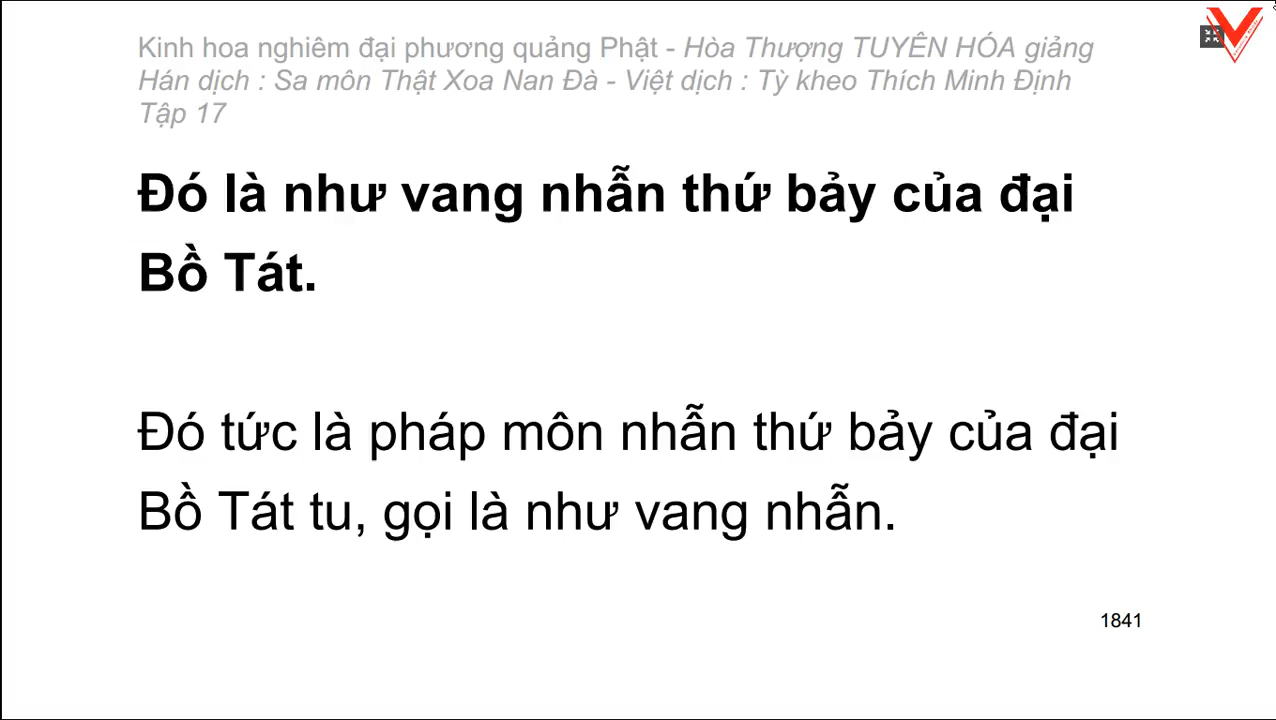 Kinh hoa nghiêm đại phương quảng Phật - Hòa Thượng TUYÊN HÓA giảng
Hán dịch : Sa môn Thật Xoa Nan Đà - Việt dịch : Tỳ kheo Thích Minh Định
Tập 17
Đó là như vang nhẫn thứ bảy của đại
Bồ Tát.
Đó tức là pháp môn nhẫn thứ bảy của đại
Bồ Tát tu, gọi là như vang nhẫn.
1841